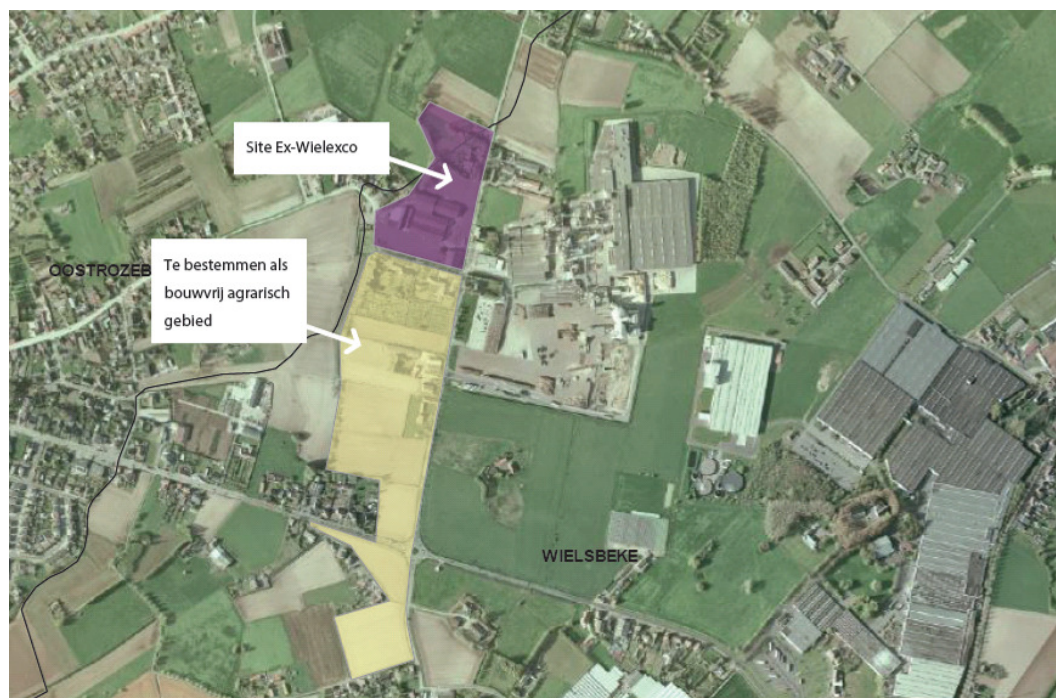 Site Ex-Wielexco
OOSTROZEB
Te bestemmen als
bouwvrij agrarisch
gebied
WIELSBEKE